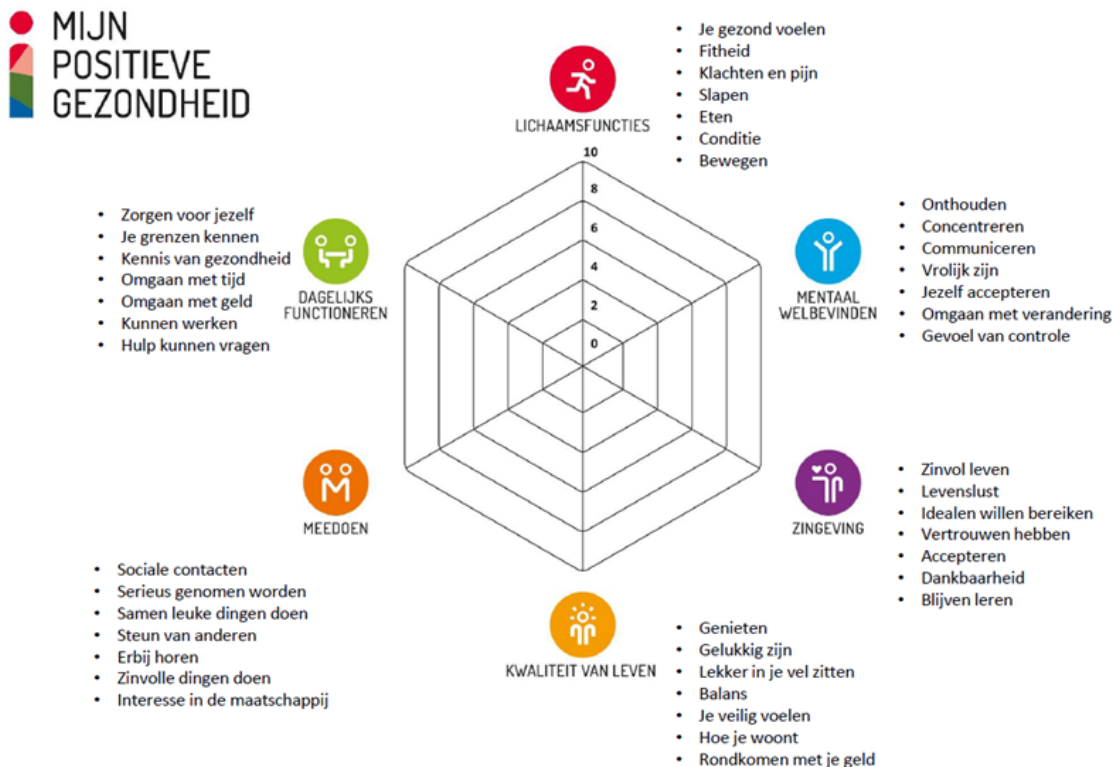 MIJN
POSITIEVE
GEZONDHEID
• Je gezond voelen
• Fitheid
• Klachten en pijn
• Slapen
• Eten
• Conditie
• Bewegen
LICHAAMSFUNCTIES
10
8
6
4
2
0
• Zorgen voor jezelf
• Je grenzen kennen
• Kennis van gezondheid
• Omgaan met tijd
• Omgaan met geld
• Kunnen werken
• Hulp kunnen vragen
DAGELIJKS
FUNCTIONEREN
MENTAAL
WELBEVINDEN
• Onthouden
• Concentreren
• Communiceren
• Vrolijk zijn
• Jezelf accepteren
• Omgaan met verandering
• Gevoel van controle
MEEDOEN
• Sociale contacten
• Serieus genomen worden
• Samen leuke dingen doen
• Steun van anderen
• Erbij horen
• Zinvolle dingen doen
• Interesse in de maatschappij
ZINGEVING
• Zinvol leven
• Levenslust
• Idealen willen bereiken
• Vertrouwen hebben
• Accepteren
• Dankbaarheid
• Blijven leren
KWALITEIT VAN LEVEN
• Genieten
• Gelukkig zijn
• Lekker in je vel zitten
• Balans
• Je veilig voelen
• Hoe je woont
• Rondkomen met je geld